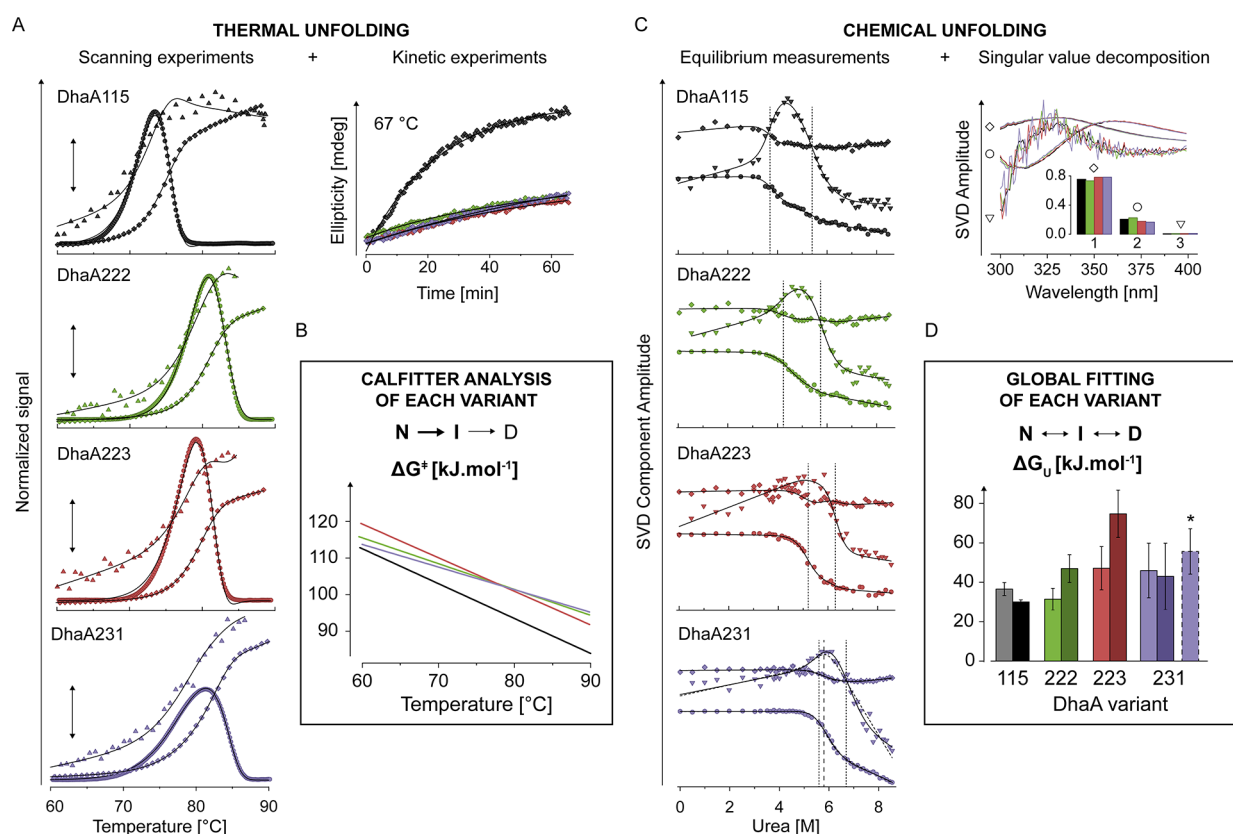 A
THERMAL UNFOLDING
Scanning experiments + Kinetic experiments
DhaA115
DhaA222
DhaA223
DhaA231
Normalized signal
60 70 80 90
Temperature [°C]
67 °C
Ellipticity [mdeg]
0 20 40 60
Time [min]
B
CALFITTER ANALYSIS
OF EACH VARIANT
N → I → D
ΔG‡ [kJ.mol-1]
120
110
100
90
60 70 80 90
Temperature [°C]
C
CHEMICAL UNFOLDING
Equilibrium measurements + Singular value decomposition
DhaA115
DhaA222
DhaA223
DhaA231
SVD Component Amplitude
0 2 4 6 8
Urea [M]
SVD Amplitude
0.8
0.4
0.0
1 2 3
300 325 350 375 400
Wavelength [nm]
D
GLOBAL FITTING
OF EACH VARIANT
N ↔ I ↔ D
ΔGU [kJ.mol-1]
80
60
40
20
0
*
115 222 223 231
DhaA variant